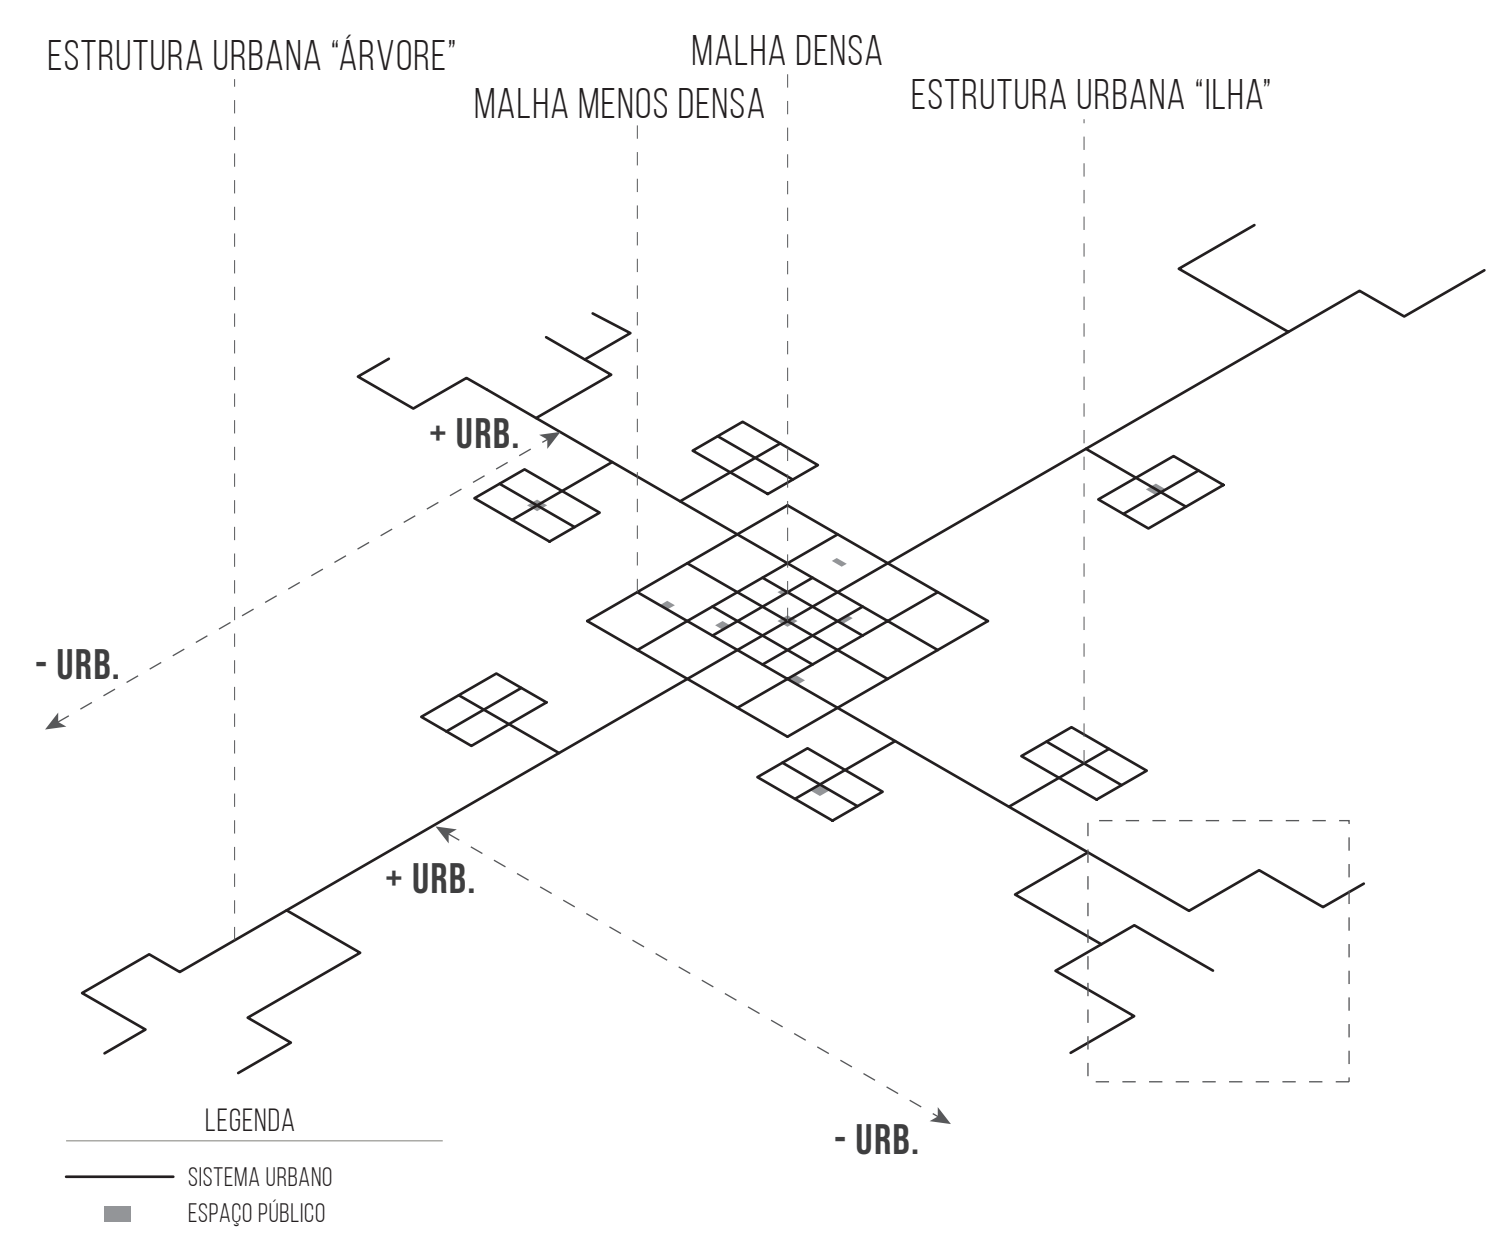 ESTRUTURA URBANA “ÁRVORE”
MALHA DENSA
MALHA MENOS DENSA
ESTRUTURA URBANA “ILHA”
+ URB.
- URB.
+ URB.
- URB.
LEGENDA
SISTEMA URBANO
ESPAÇO PÚBLICO